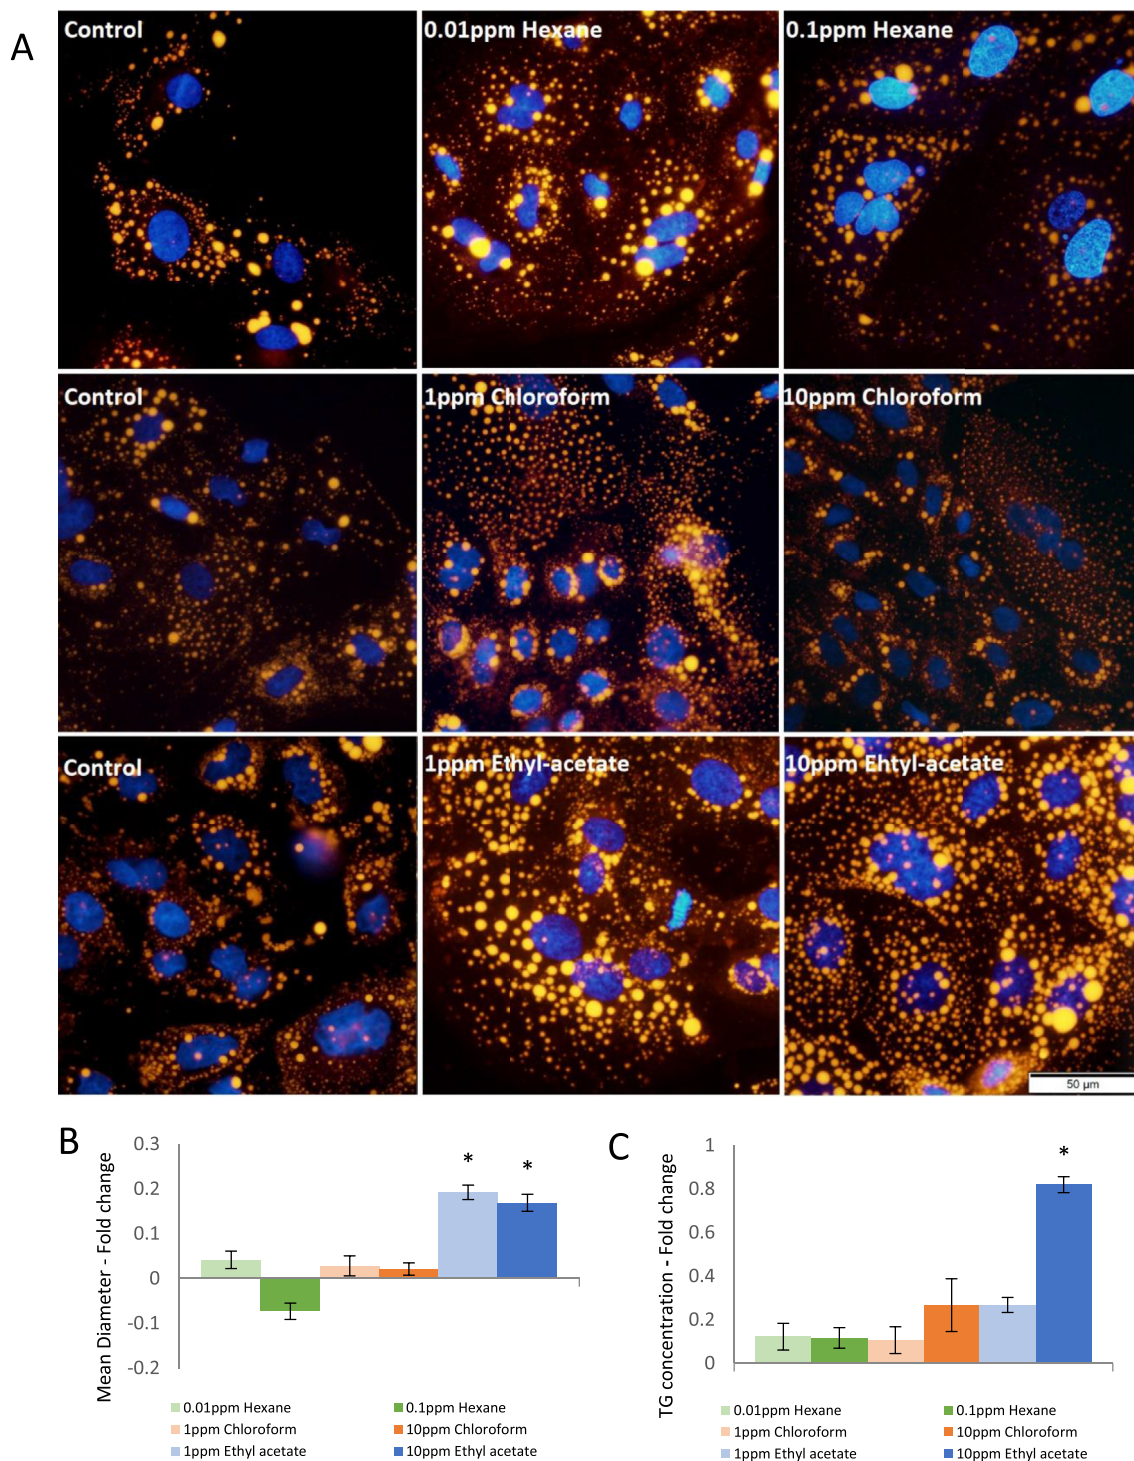 A
Control
0.01ppm Hexane
0.1ppm Hexane
Control
1ppm Chloroform
10ppm Chloroform
Control
1ppm Ethyl-acetate
10ppm Ehtyl-acetate
50 µm
B
Mean Diameter - Fold change
0.3
0.2
0.1
0
-0.1
-0.2
*
*
0.01ppm Hexane
0.1ppm Hexane
1ppm Chloroform
10ppm Chloroform
1ppm Ethyl acetate
10ppm Ethyl acetate
C
TG concentration - Fold change
1
0.8
0.6
0.4
0.2
0
*
0.01ppm Hexane
0.1ppm Hexane
1ppm Chloroform
10ppm Chloroform
1ppm Ethyl acetate
10ppm Ethyl acetate